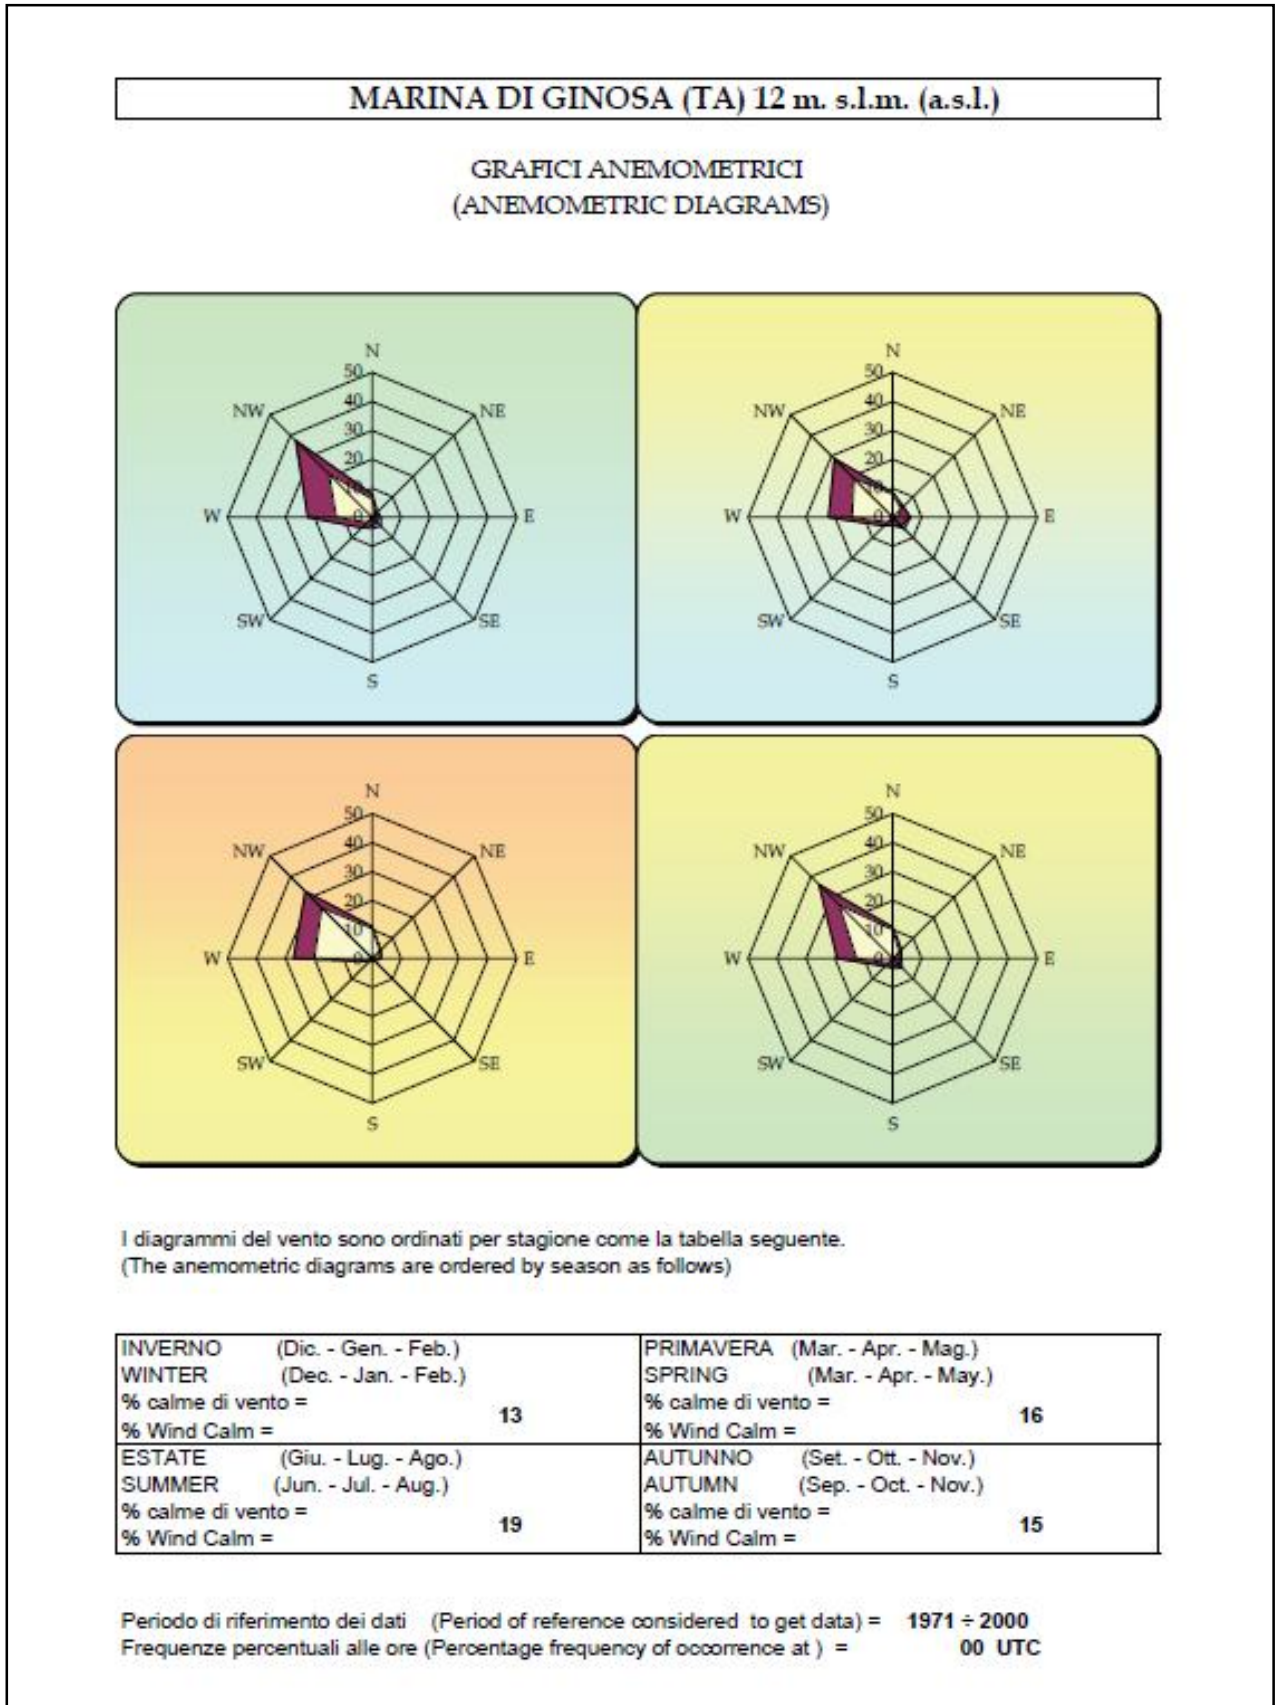 MARINA DI GINOSA (TA) 12 m. s.l.m. (a.s.l.)
GRAFICI ANEMOMETRICI
(ANEMOMETRIC DIAGRAMS)
N
50
NW 40 NE
30
20
10
W 0 E
SW SE
S
N
50
NW 40 NE
30
20
10
W 0 E
SW SE
S
N
50
NW 40 NE
30
20
10
W 0 E
SW SE
S
N
50
NW 40 NE
30
20
10
W 0 E
SW SE
S
I diagrammi del vento sono ordinati per stagione come la tabella seguente.
(The anemometric diagrams are ordered by season as follows)
INVERNO (Dic. - Gen. - Feb.)
WINTER (Dec. - Jan. - Feb.)
% calme di vento =
13
% Wind Calm =
PRIMAVERA (Mar. - Apr. - Mag.)
SPRING (Mar. - Apr. - May.)
% calme di vento =
16
% Wind Calm =
ESTATE (Giu. - Lug. - Ago.)
SUMMER (Jun. - Jul. - Aug.)
% calme di vento =
19
% Wind Calm =
AUTUNNO (Set. - Ott. - Nov.)
AUTUMN (Sep. - Oct. - Nov.)
% calme di vento =
15
% Wind Calm =
Periodo di riferimento dei dati (Period of reference considered to get data) = 1971 ÷ 2000
Frequenze percentuali alle ore (Percentage frequency of occorrence at ) = 00 UTC